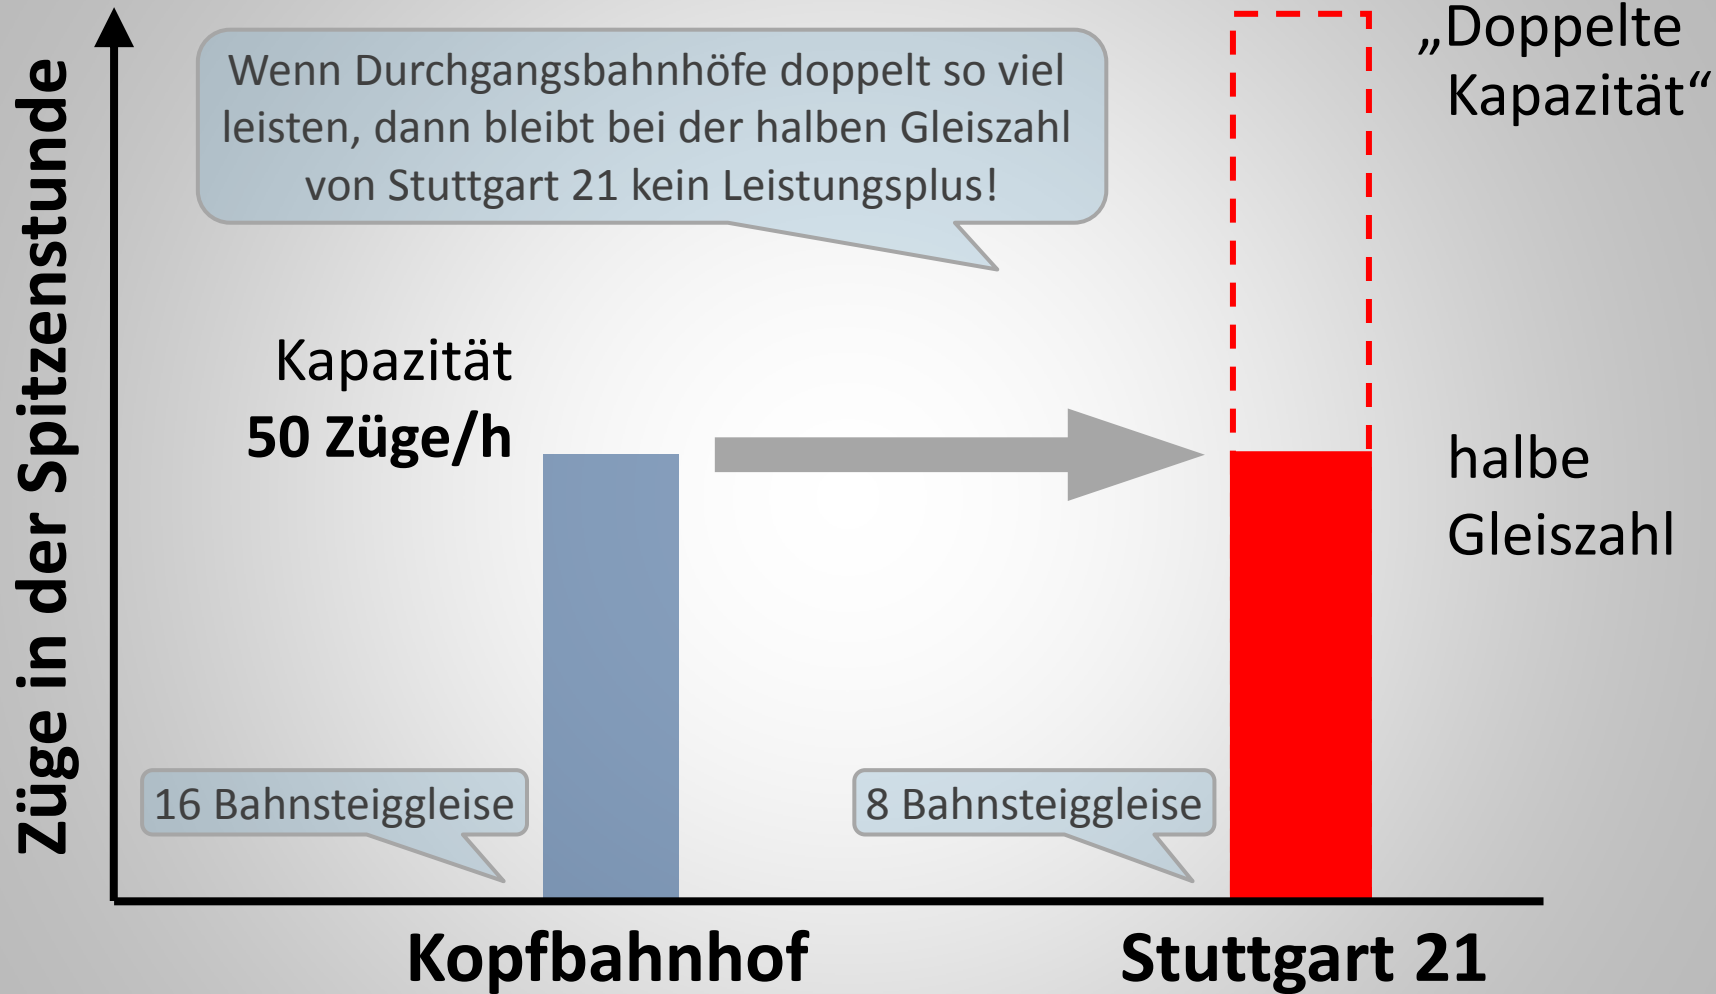 Züge in der Spitzenstunde
Wenn Durchgangsbahnhöfe doppelt so viel
leisten, dann bleibt bei der halben Gleiszahl
von Stuttgart 21 kein Leistungsplus!
„Doppelte
Kapazität“
Kapazität
50 Züge/h
halbe
Gleiszahl
16 Bahnsteiggleise
8 Bahnsteiggleise
Kopfbahnhof
Stuttgart 21